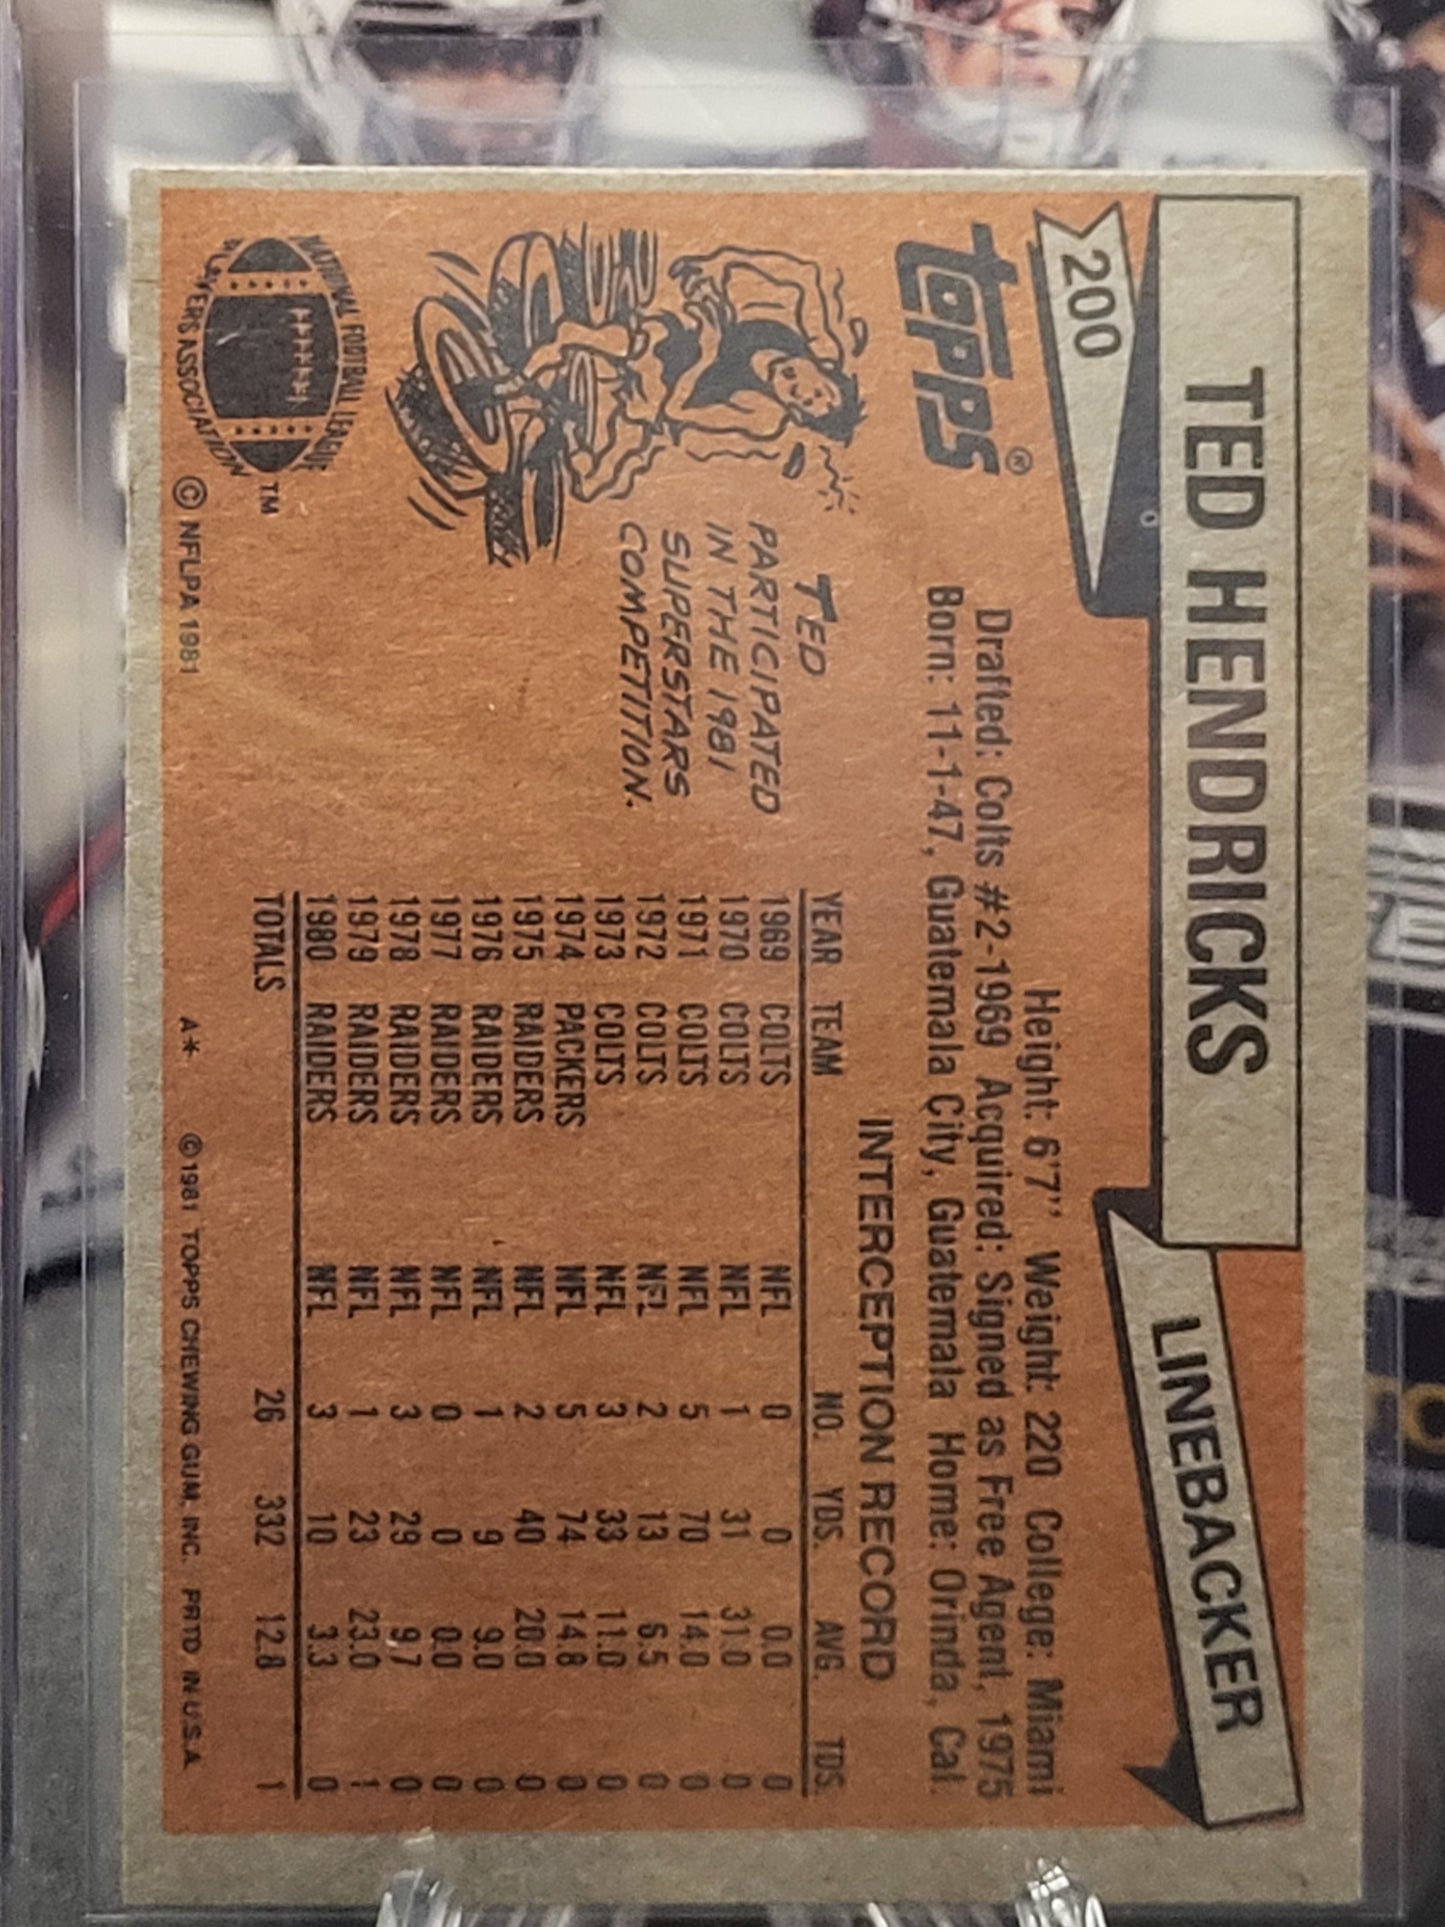 200
TED HENDRICKS
LINEBACKER
TOPPS®
Height: 6'7" Weight: 220 College: Miami
Drafted: Colts #2-1969 Acquired: Signed as Free Agent, 1975
Born: 11-1-47, Guatemala City, Guatemala Home: Orinda, Cal.
TED
PARTICIPATED
IN THE 1981
SUPERSTARS
COMPETITION.
INTERCEPTION RECORD
YEAR TEAM NO. YDS. AVG. TDS.
1969 COLTS NFL 0 0 0.0 0
1970 COLTS NFL 1 31 31.0 0
1971 COLTS NFL 5 70 14.0 0
1972 COLTS NFL 2 13 6.5 0
1973 COLTS NFL 3 33 11.0 0
1974 PACKERS NFL 5 74 14.8 0
1975 RAIDERS NFL 2 40 20.0 0
1976 RAIDERS NFL 1 9 9.0 0
1977 RAIDERS NFL 0 0 0.0 0
1978 RAIDERS NFL 3 29 9.7 0
1979 RAIDERS NFL 1 23 23.0 1
1980 RAIDERS NFL 3 10 3.3 0
TOTALS 26 332 12.8 1
NATIONAL FOOTBALL LEAGUE
PLAYERS ASSOCIATION
TM
© NFLPA 1981
A*
© 1981 TOPPS CHEWING GUM, INC. PRTD. IN U.S.A.